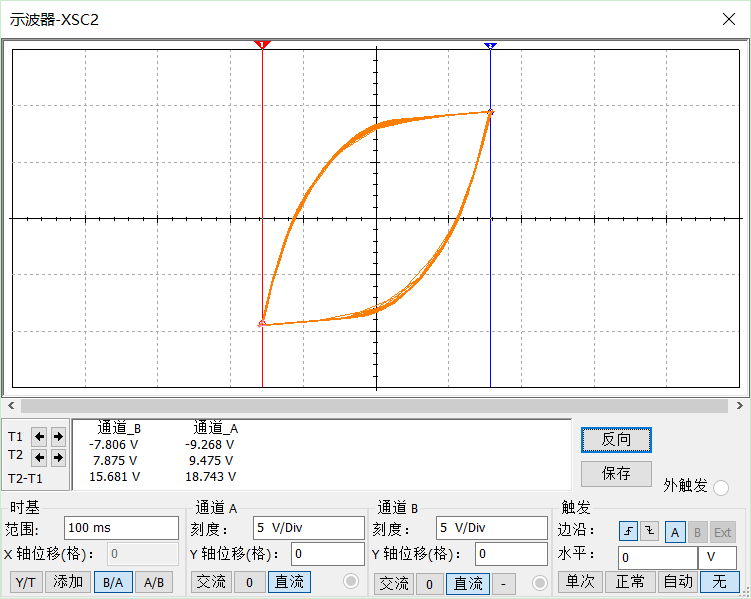 示波器-XSC2
1
2
通道_B 通道_A
T1 -7.806 V -9.268 V
T2 7.875 V 9.475 V
T2-T1 15.681 V 18.743 V
反向
保存
外触发
时基
范围: 100 ms
X 轴位移(格): 0
Y/T 添加 B/A A/B
通道 A
刻度: 5 V/Div
Y 轴位移(格): 0
交流 0 直流
通道 B
刻度: 5 V/Div
Y 轴位移(格): 0
交流 0 直流 -
触发
边沿: A B Ext
水平: 0 V
单次 正常 自动 无